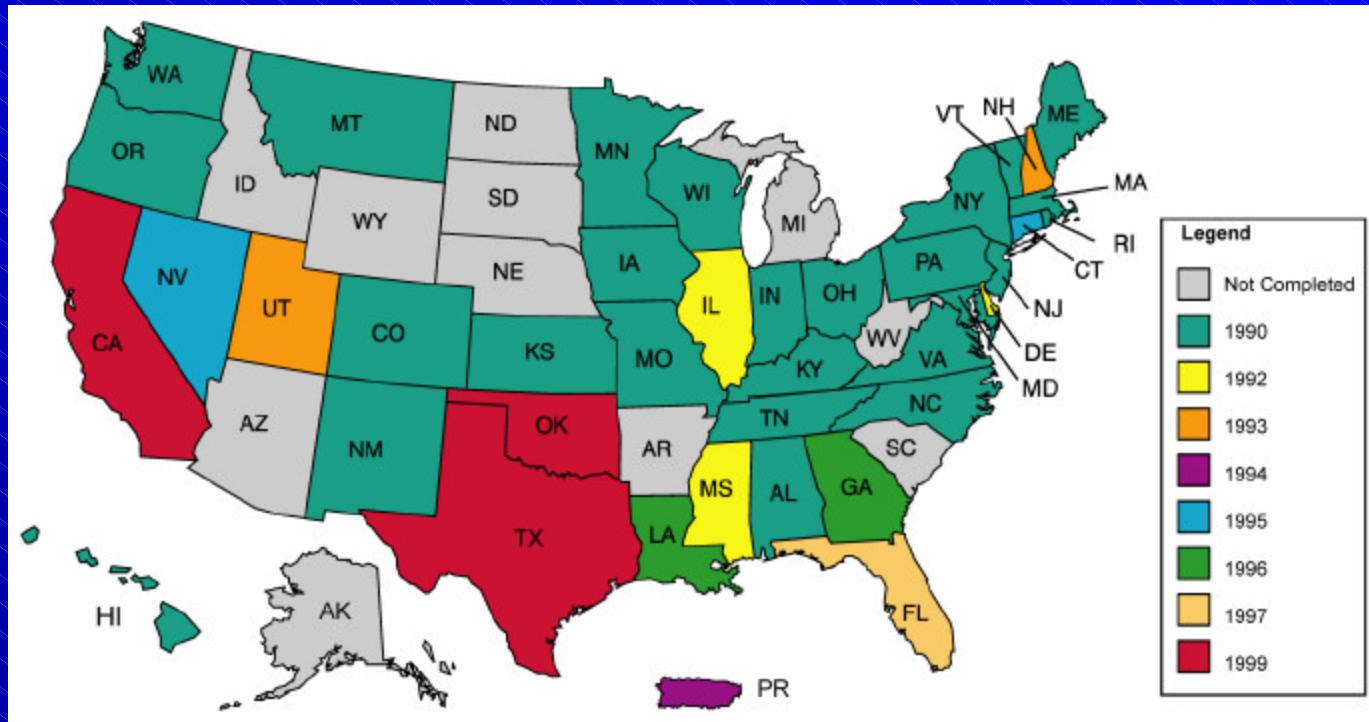 WA
MT
ND
MN
OR
ID
SD
WI
MI
WY
NE
IA
NV
UT
CO
KS
MO
IL
IN
OH
PA
NY
VT
NH
ME
MA
RI
CT
NJ
DE
MD
WV
VA
KY
CA
AZ
NM
OK
AR
TN
NC
SC
TX
LA
MS
AL
GA
FL
HI
AK
PR
Legend
Not Completed
1990
1992
1993
1994
1995
1996
1997
1999